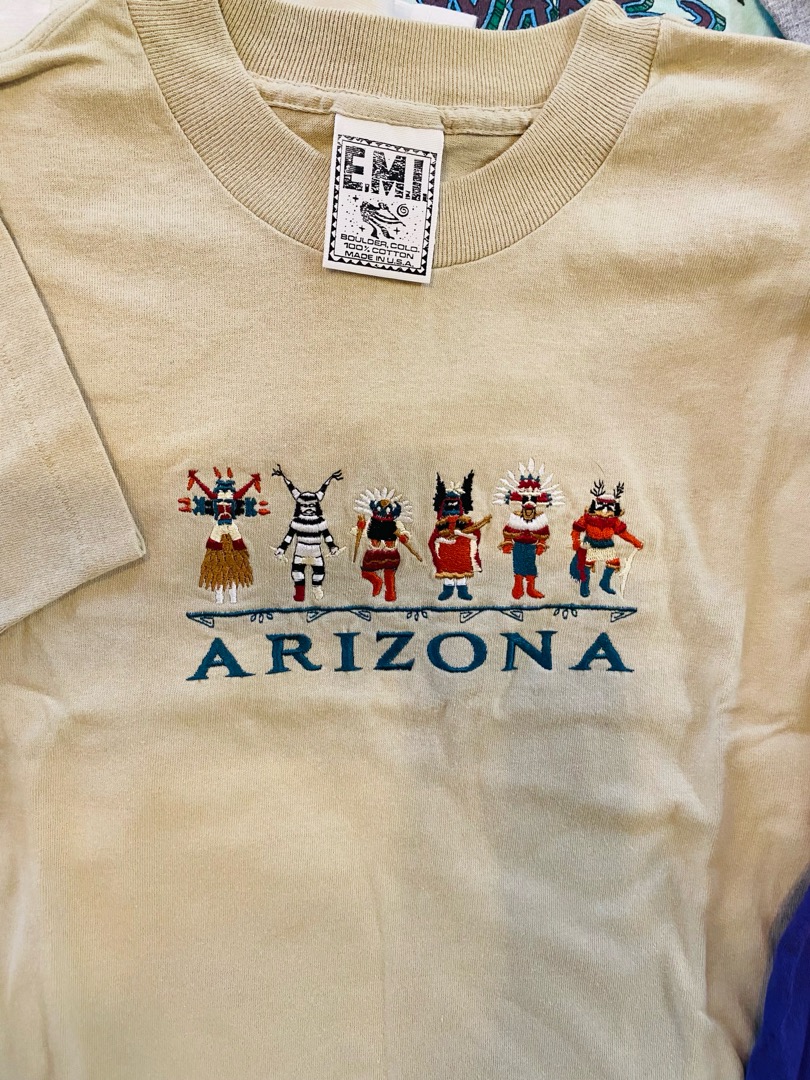 E.M.I.
BOULDER, COLO.
100% COTTON
MADE IN U.S.A.
ARIZONA